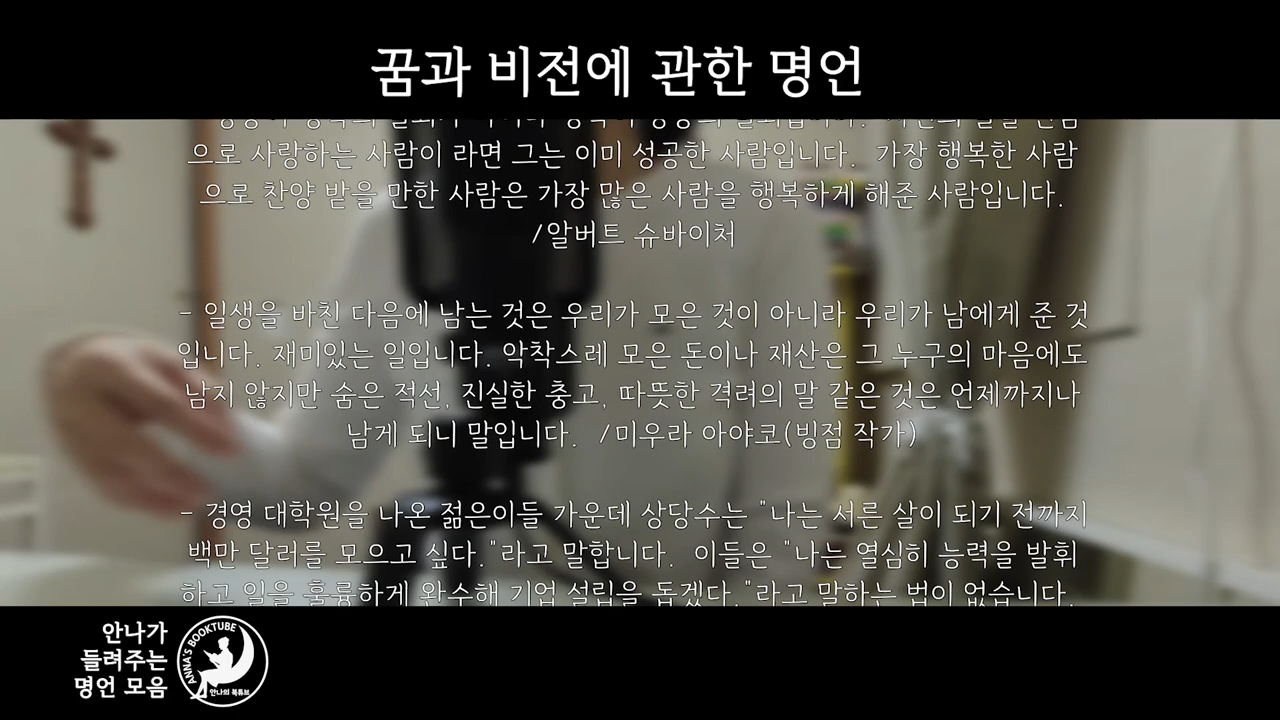 꿈과 비전에 관한 명언
으로 사랑하는 사람이 라면 그는 이미 성공한 사람입니다. 가장 행복한 사람
으로 찬양 받을 만한 사람은 가장 많은 사람을 행복하게 해준 사람입니다.
/알버트 슈바이처
- 일생을 바친 다음에 남는 것은 우리가 모은 것이 아니라 우리가 남에게 준 것
입니다. 재미있는 일입니다. 악착스레 모은 돈이나 재산은 그 누구의 마음에도
남지 않지만 숨은 적선, 진실한 충고, 따뜻한 격려의 말 같은 것은 언제까지나
남게 되니 말입니다. /미우라 아야코(빙점 작가)
- 경영 대학원을 나온 젊은이들 가운데 상당수는 "나는 서른 살이 되기 전까지
백만 달러를 모으고 싶다."라고 말합니다. 이들은 "나는 열심히 능력을 발휘
하고 일을 훌륭하게 완수해 기업 설립을 돕겠다."라고 말하는 법이 없습니다.
안나가
들려주는
명언 모음
ANNA'S BOOKTUBE
안나의 북튜브